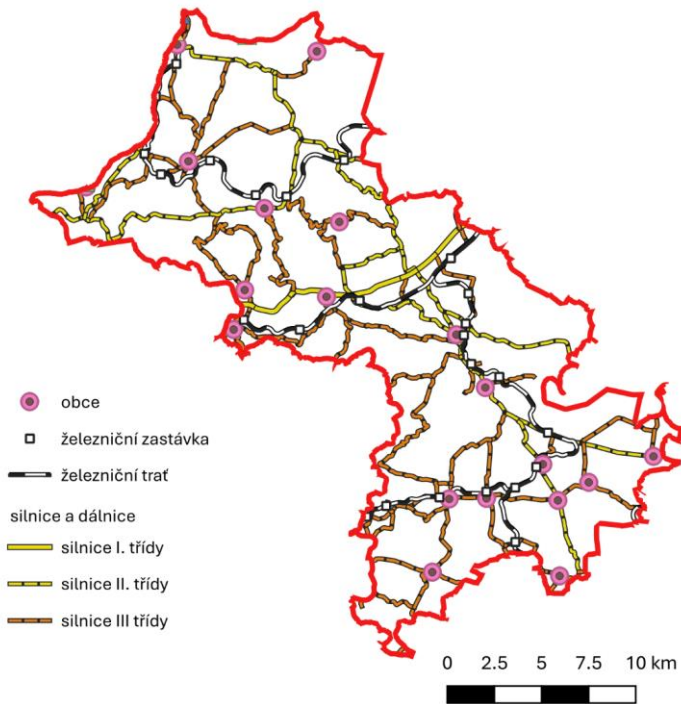 obce
železniční zastávka
železniční trať
silnice a dálnice
silnice I. třídy
silnice II. třídy
silnice III třídy
0 2.5 5 7.5 10 km